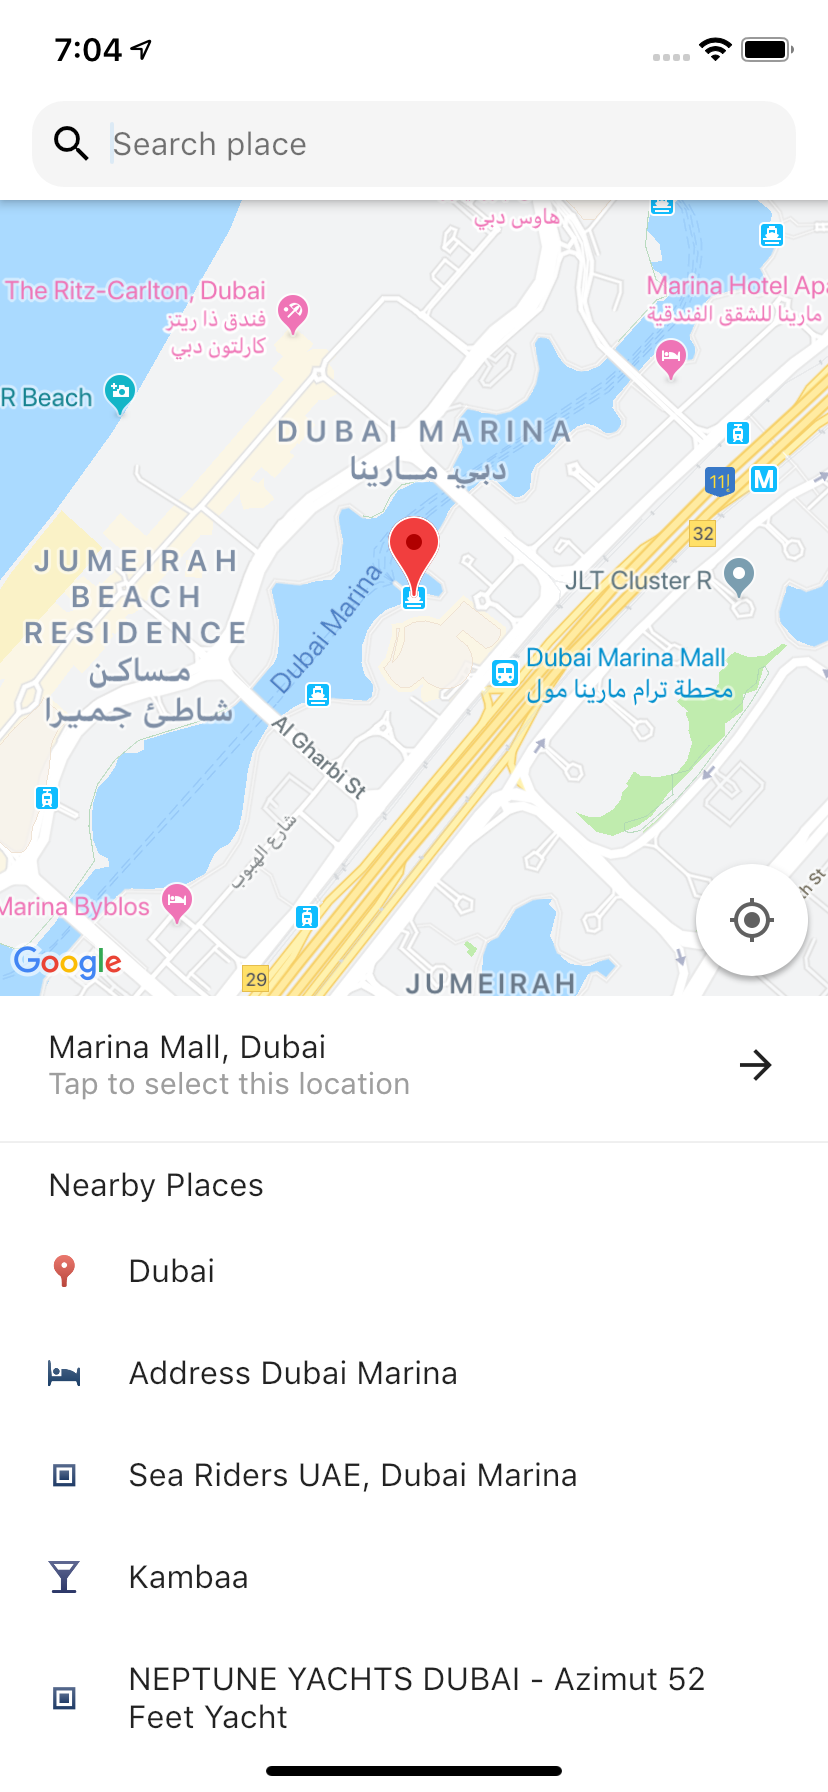 7:04
Search place
هاوس دبي
The Ritz-Carlton, Dubai
فندق ذا ريتز
كارلتون دبي
Marina Hotel Apa
مارينا للشقق الفندقية
R Beach
DUBAI MARINA
دبي مارينا
11
M
32
JUMEIRAH
BEACH
RESIDENCE
مساكن
شاطئ جميرا
Dubai Marina
JLT Cluster R
Dubai Marina Mall
محطة ترام مارينا مول
Al Gharbi St
شارع الهبوب
Marina Byblos
h St
Google
29
JUMEIRAH
Marina Mall, Dubai
Tap to select this location
Nearby Places
Dubai
Address Dubai Marina
Sea Riders UAE, Dubai Marina
Kambaa
NEPTUNE YACHTS DUBAI - Azimut 52
Feet Yacht